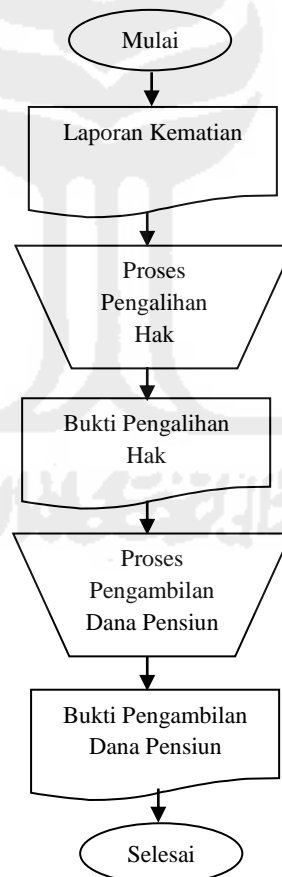 Mulai
Laporan Kematian
Proses
Pengalihan
Hak
Bukti Pengalihan
Hak
Proses
Pengambilan
Dana Pensiun
Bukti Pengambilan
Dana Pensiun
Selesai